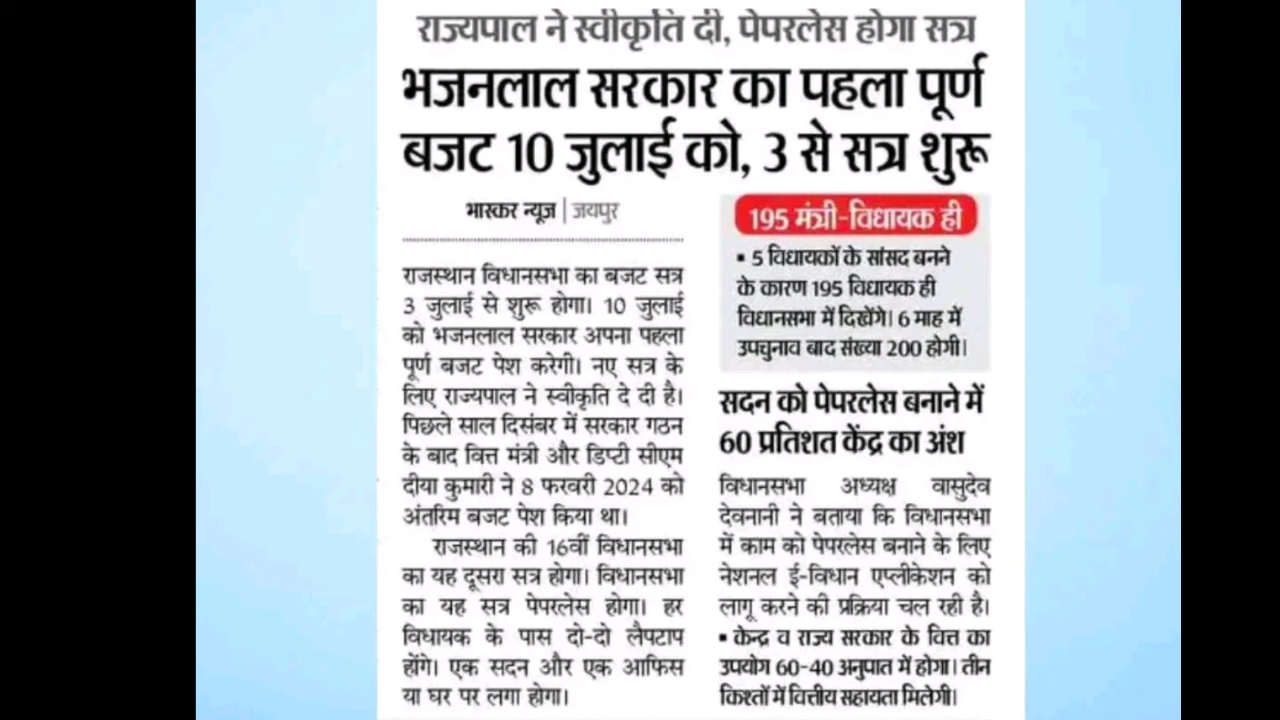 राज्यपाल ने स्वीकृति दी, पेपरलेस होगा सत्र
भजनलाल सरकार का पहला पूर्ण
बजट 10 जुलाई को, 3 से सत्र शुरू
भास्कर न्यूज | जयपुर
राजस्थान विधानसभा का बजट सत्र
3 जुलाई से शुरू होगा। 10 जुलाई
को भजनलाल सरकार अपना पहला
पूर्ण बजट पेश करेगी। नए सत्र के
लिए राज्यपाल ने स्वीकृति दे दी है।
पिछले साल दिसंबर में सरकार गठन
के बाद वित्त मंत्री और डिप्टी सीएम
दीया कुमारी ने 8 फरवरी 2024 को
अंतरिम बजट पेश किया था।
राजस्थान की 16वीं विधानसभा
का यह दूसरा सत्र होगा। विधानसभा
का यह सत्र पेपरलेस होगा। हर
विधायक के पास दो-दो लैपटाप
होंगे। एक सदन और एक आफिस
या घर पर लगा होगा।
195 मंत्री-विधायक ही
▪ 5 विधायकों के सांसद बनने
के कारण 195 विधायक ही
विधानसभा में दिखेंगे। 6 माह में
उपचुनाव बाद संख्या 200 होगी।
सदन को पेपरलेस बनाने में
60 प्रतिशत केंद्र का अंश
विधानसभा अध्यक्ष वासुदेव
देवनानी ने बताया कि विधानसभा
में काम को पेपरलेस बनाने के लिए
नेशनल ई-विधान एप्लीकेशन को
लागू करने की प्रक्रिया चल रही है।
▪ केन्द्र व राज्य सरकार के वित्त का
उपयोग 60-40 अनुपात में होगा। तीन
किश्तों में वित्तीय सहायता मिलेगी।